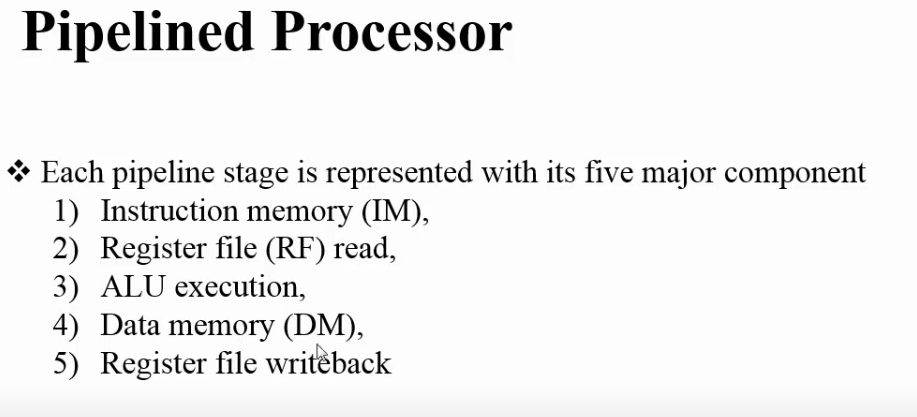 Pipelined Processor
❖ Each pipeline stage is represented with its five major component
1) Instruction memory (IM),
2) Register file (RF) read,
3) ALU execution,
4) Data memory (DM),
5) Register file writeback